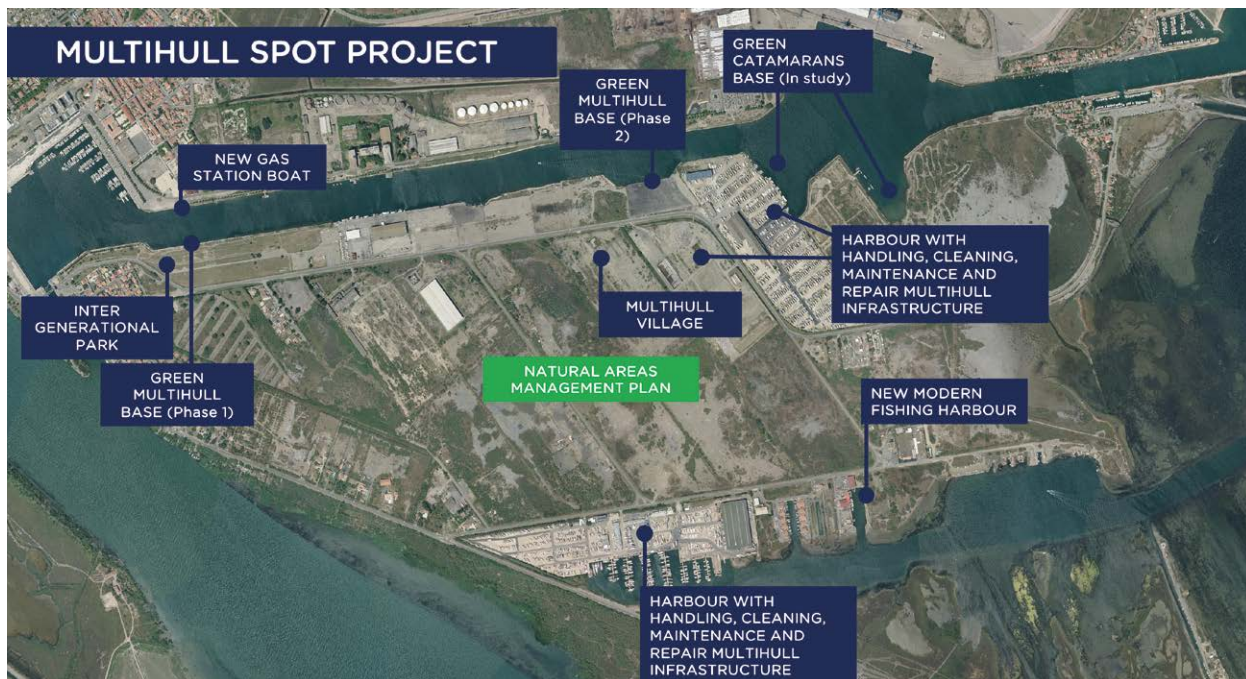 MULTIHULL SPOT PROJECT
GREEN
CATAMARANS
BASE (In study)
GREEN
MULTIHULL
BASE (Phase
2)
NEW GAS
STATION BOAT
HARBOUR WITH
HANDLING, CLEANING,
MAINTENANCE AND
REPAIR MULTIHULL
INFRASTRUCTURE
INTER
GENERATIONAL
PARK
MULTIHULL
VILLAGE
GREEN
MULTIHULL
BASE (Phase 1)
NATURAL AREAS
MANAGEMENT PLAN
NEW MODERN
FISHING HARBOUR
HARBOUR WITH
HANDLING, CLEANING,
MAINTENANCE AND
REPAIR MULTIHULL
INFRASTRUCTURE